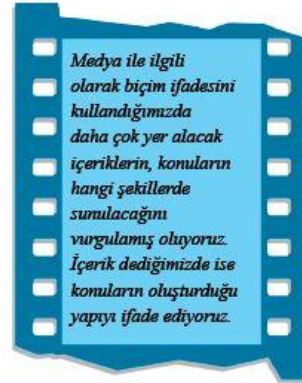 Medya ile ilgili
olarak biçim ifadesini
kullandığımızda
daha çok yer alacak
içeriklerin, konuların
hangi şekillerde
sunulacağını
vurgulamış oluyoruz.
İçerik dediğimizde ise
konuların oluşturduğu
yapıyı ifade ediyoruz.